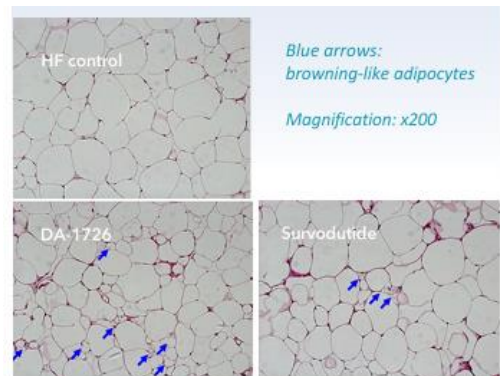 HF control
Blue arrows:
browning-like adipocytes
Magnification: x200
DA-1726
Survodutide